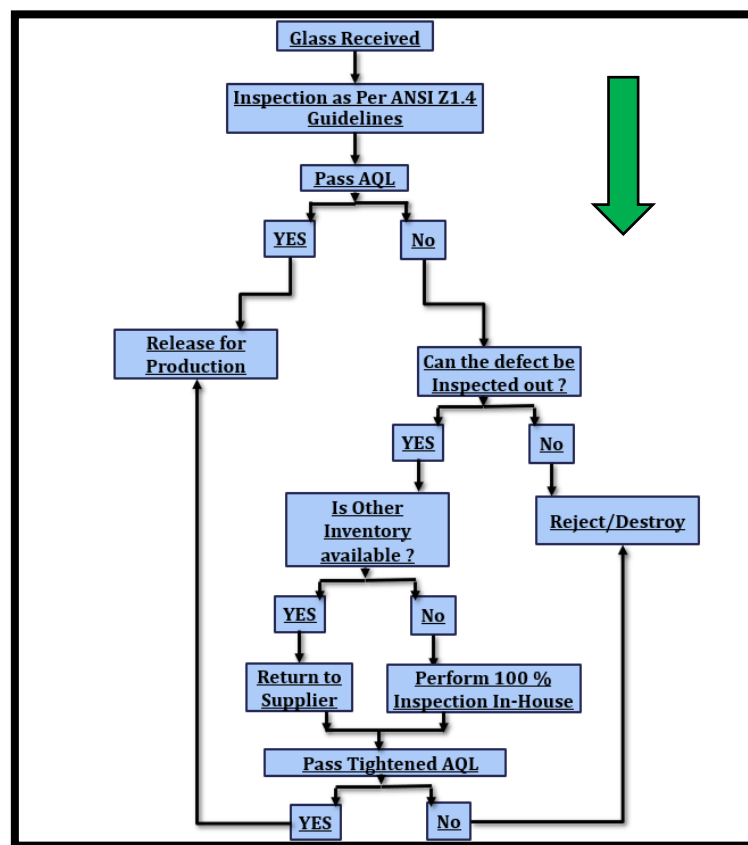 Glass Received
Inspection as Per ANSI Z1.4
Guidelines
Pass AQL
YES
No
Release for
Production
Can the defect be
Inspected out ?
YES
No
Is Other
Inventory
available ?
Reject/Destroy
YES
No
Return to
Supplier
Perform 100 %
Inspection In-House
Pass Tightened AQL
YES
No